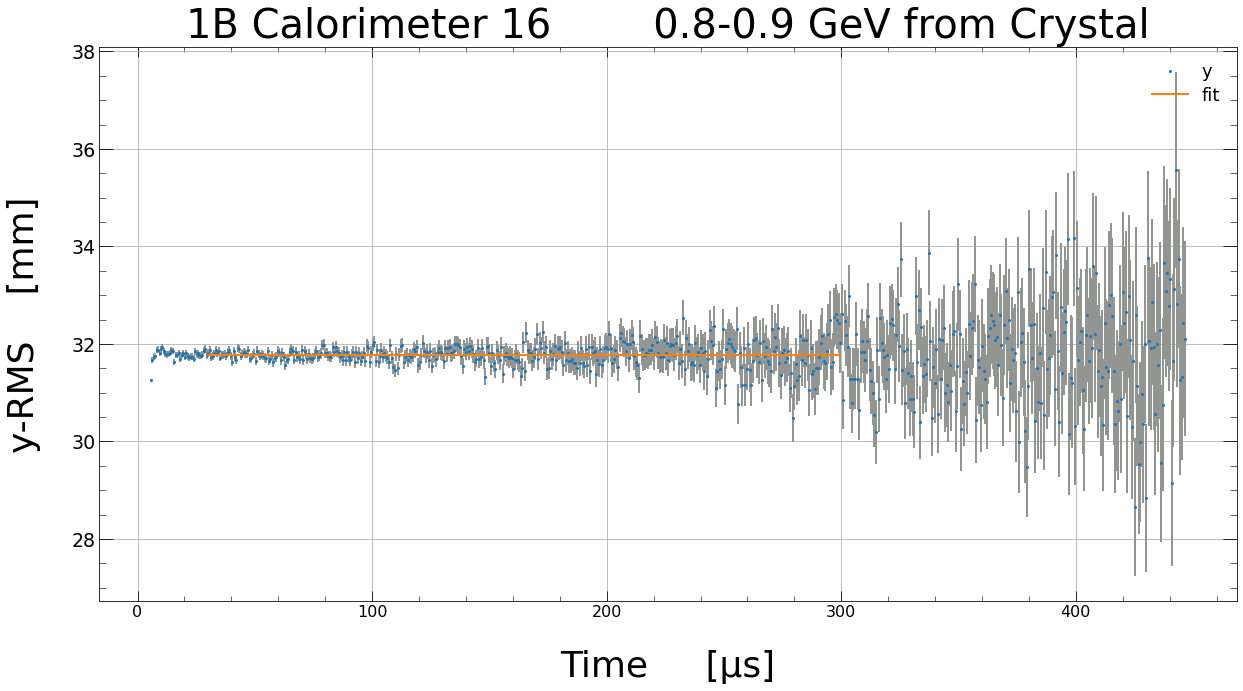 1B Calorimeter 16 0.8-0.9 GeV from Crystal
y
fit
38
36
34
32
30
28
y-RMS [mm]
0 100 200 300 400
Time [µs]